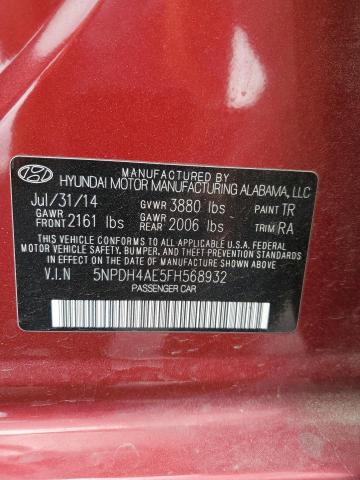 MANUFACTURED BY
HYUNDAI MOTOR MANUFACTURING ALABAMA, LLC
Jul/31/14 GVWR 3880 lbs PAINT TR
GAWR FRONT 2161 lbs GAWR REAR 2006 lbs TRIM RA
THIS VEHICLE CONFORMS TO ALL APPLICABLE U.S. FEDERAL
MOTOR VEHICLE SAFETY, BUMPER, AND THEFT PREVENTION STANDARDS
IN EFFECT ON THE DATE OF MANUFACTURE SHOWN ABOVE.
V.I.N 5NPDH4AE5FH568932
PASSENGER CAR